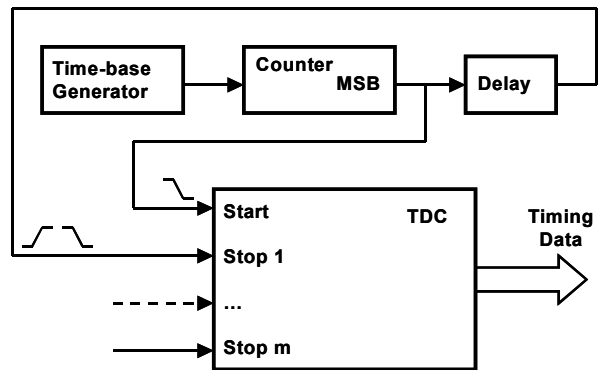 Time-base
Generator
Counter
MSB
Delay
Start
TDC
Timing
Data
Stop 1
...
Stop m